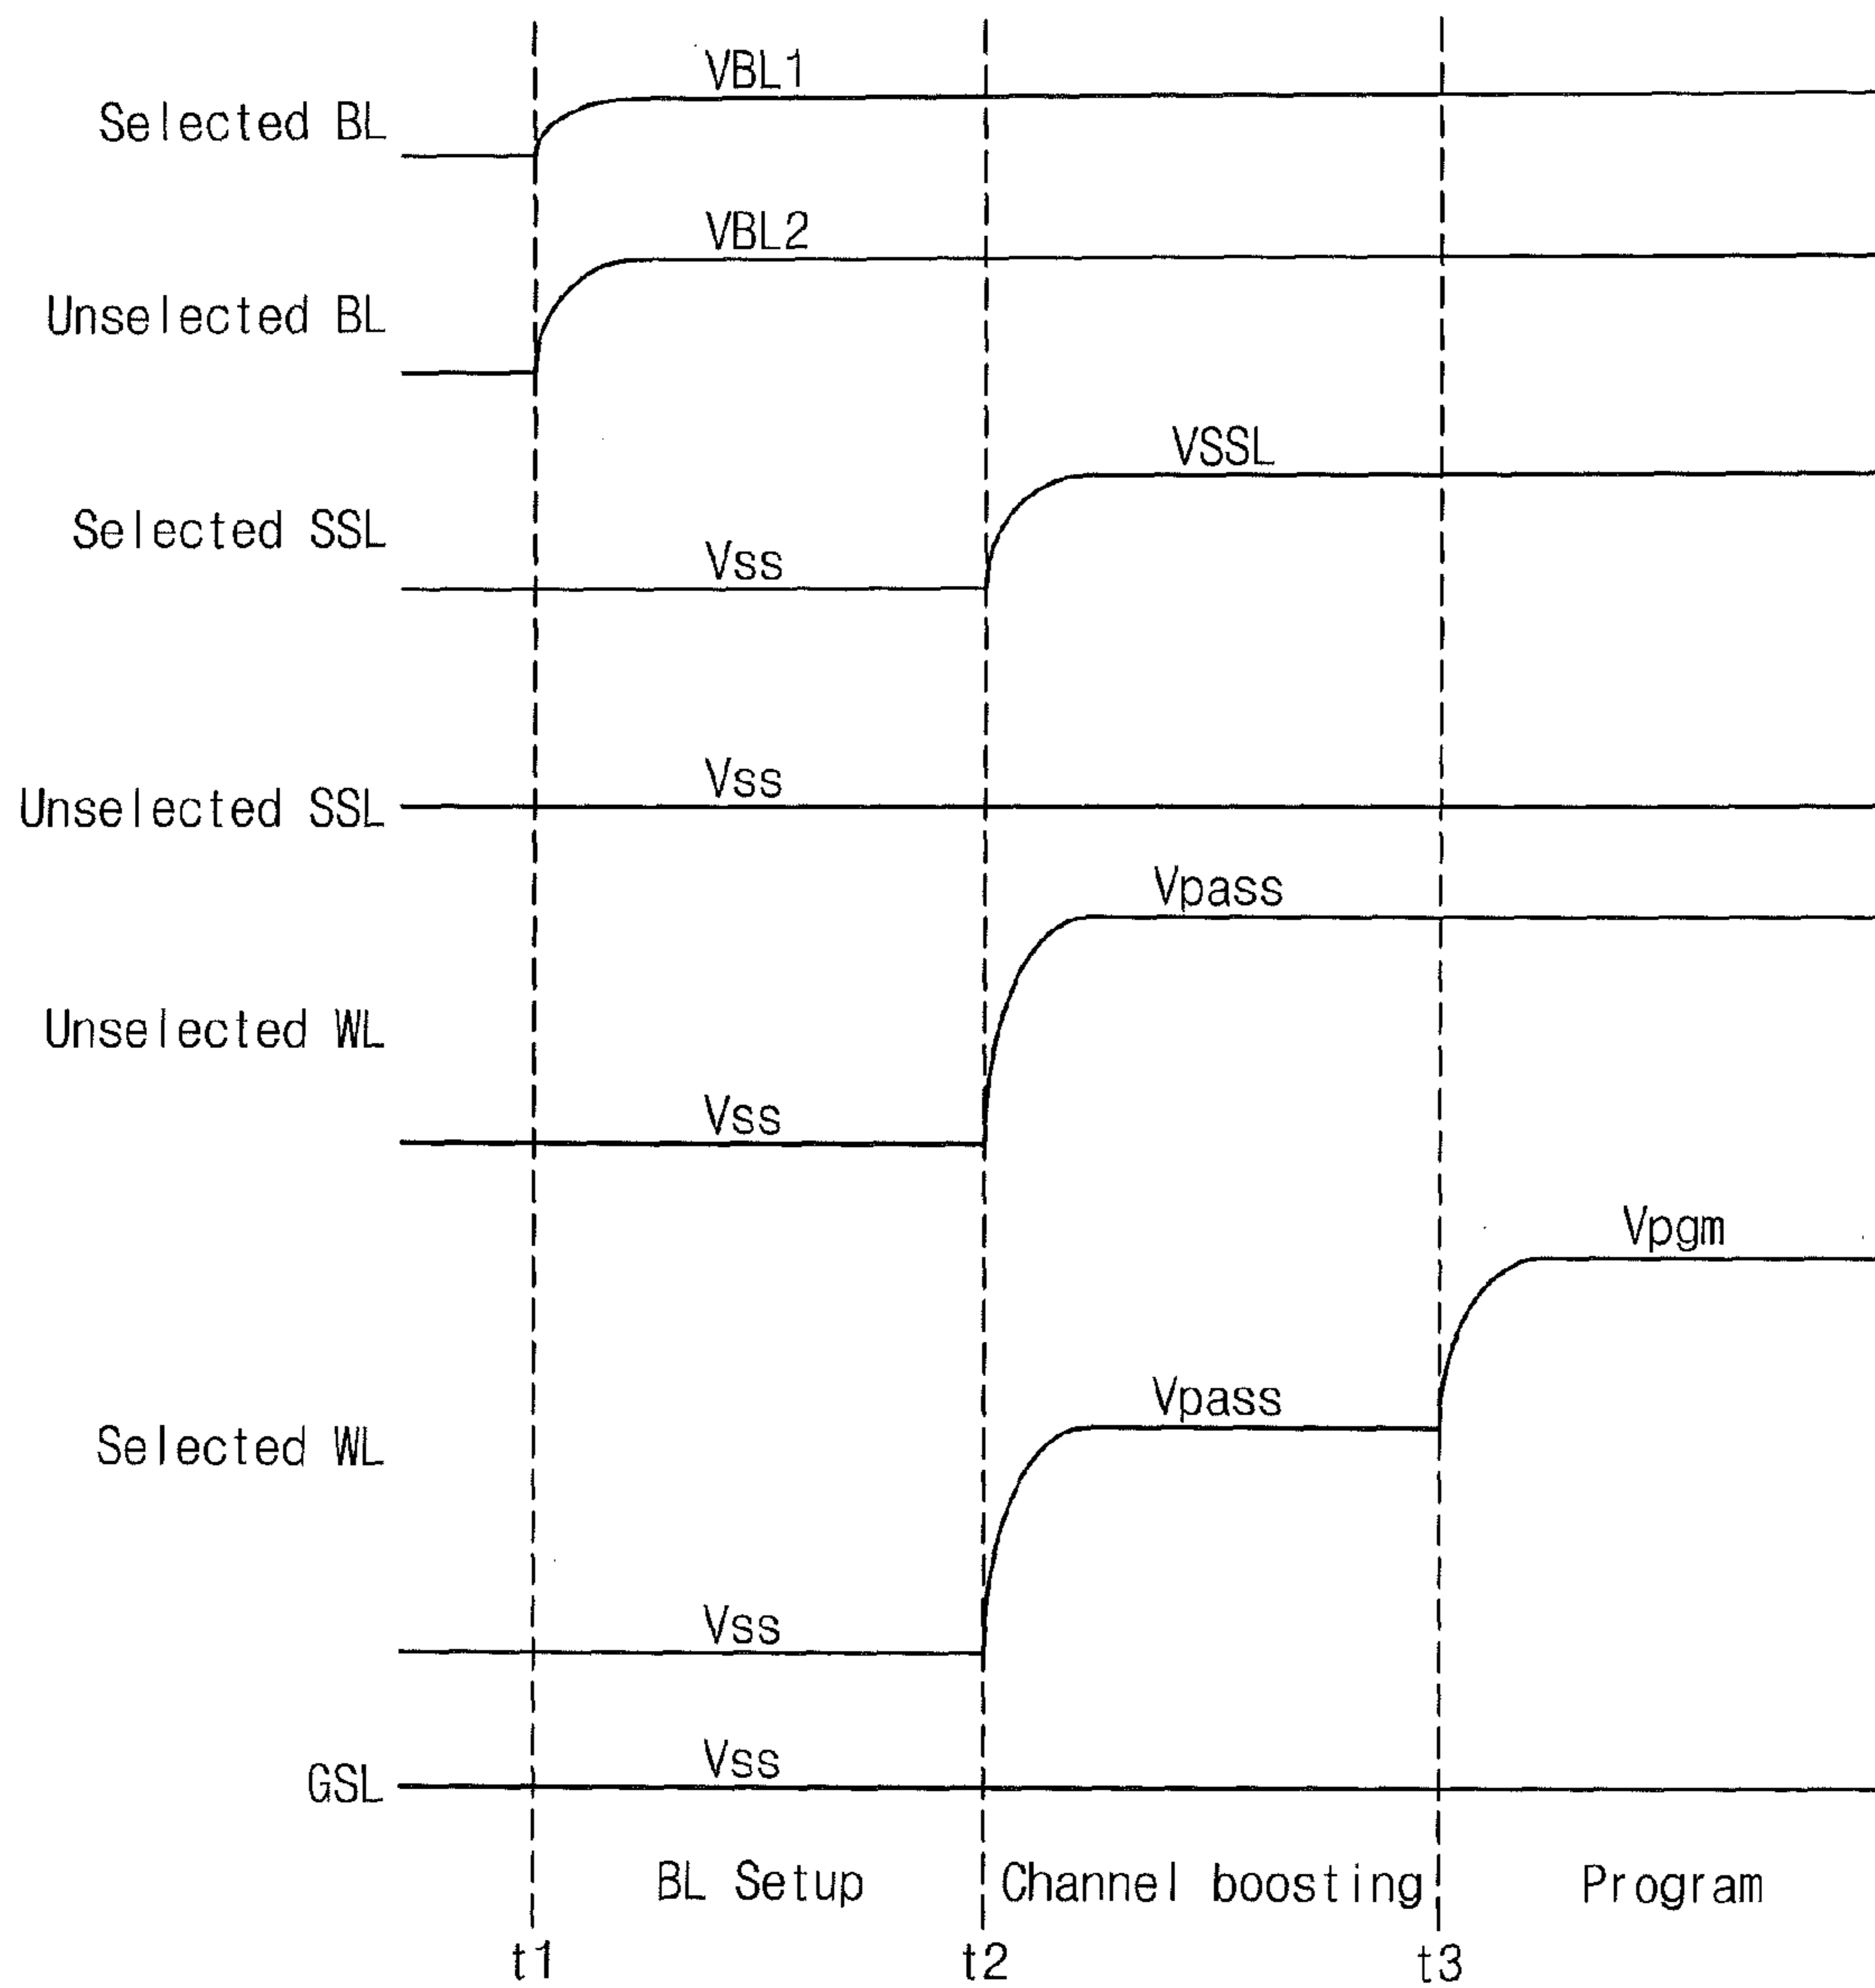 VBL1
Selected BL
VBL2
Unselected BL
VSSL
Selected SSL
Vss
Vss
Unselected SSL
Vpass
Unselected WL
Vss
Vpgm
Vpass
Selected WL
Vss
Vss
GSL
BL Setup
Channel boosting
Program
t1
t2
t3